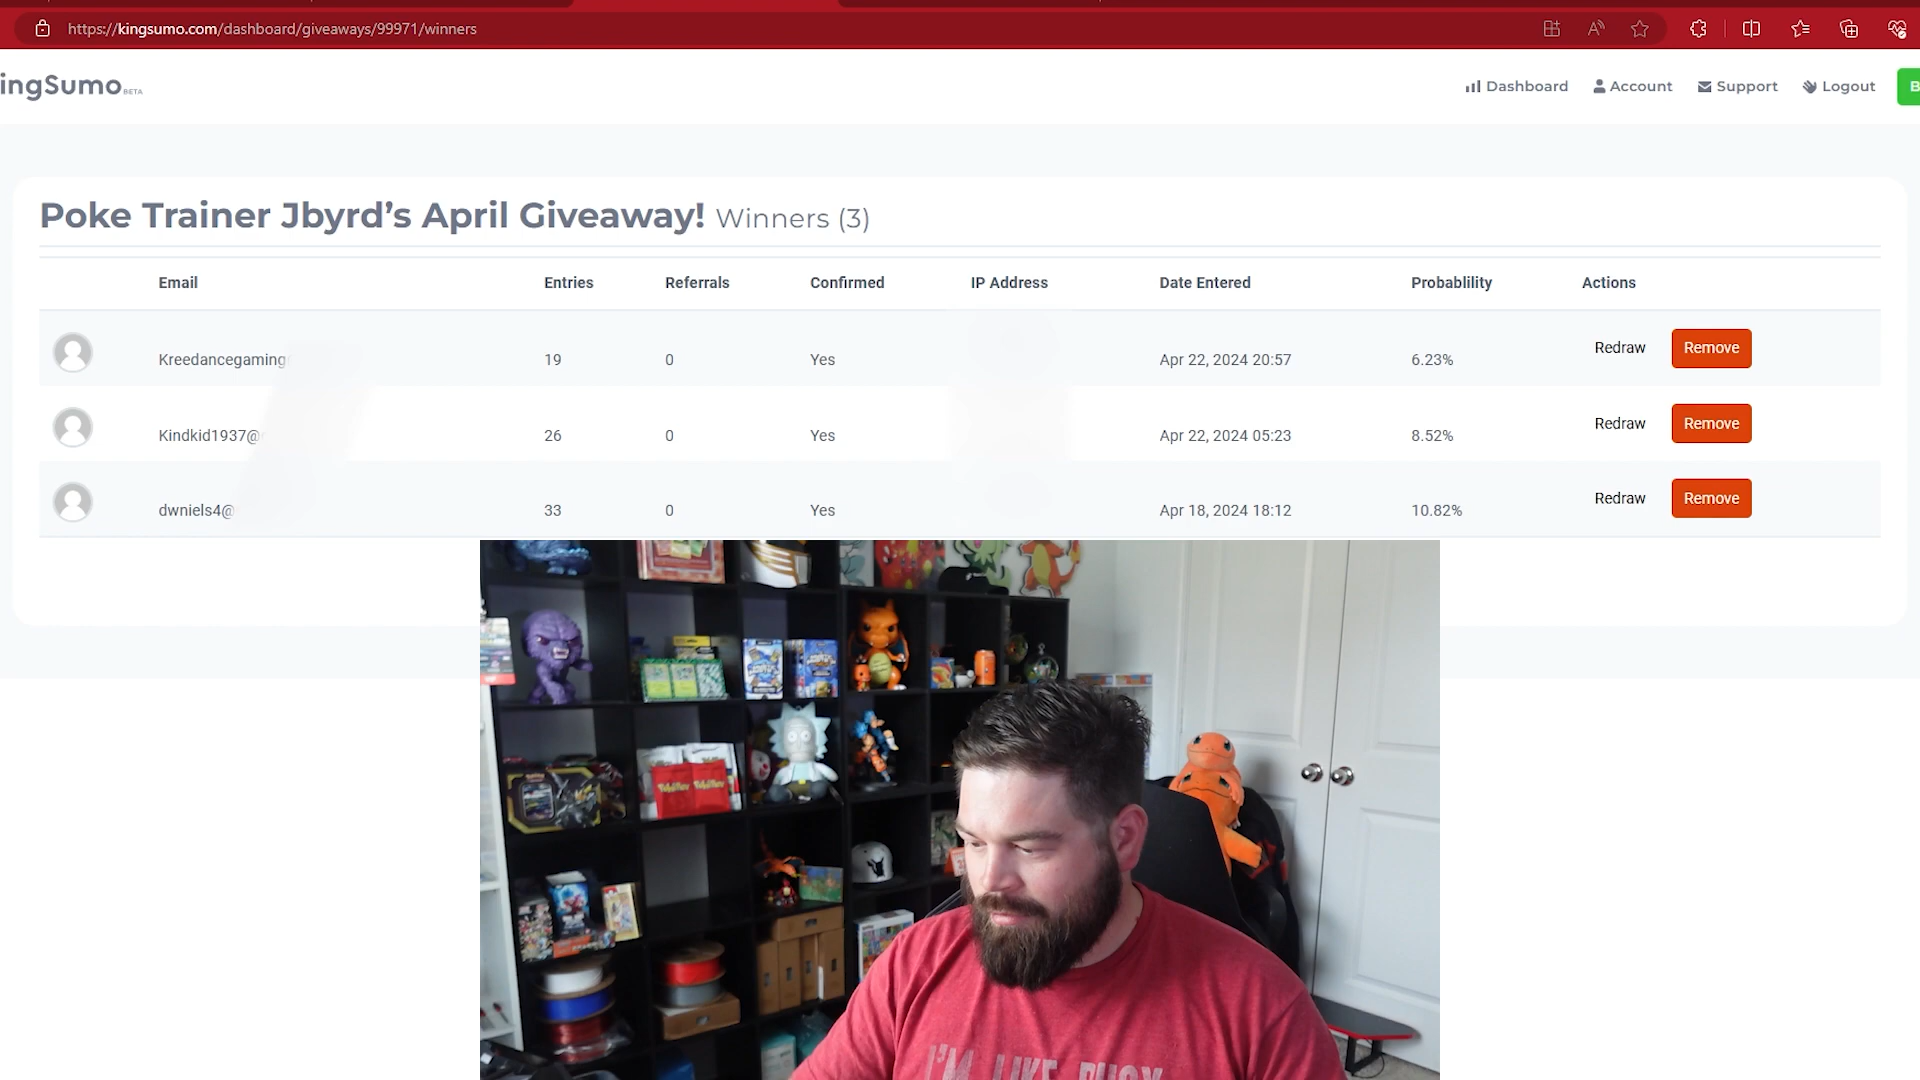 https://kingsumo.com/dashboard/giveaways/99971/winners
ingSumo BETA
Dashboard Account Support Logout B
Poke Trainer Jbyrd's April Giveaway! Winners (3)
Email Entries Referrals Confirmed IP Address Date Entered Probablility Actions
Kreedancegaming 19 0 Yes Apr 22, 2024 20:57 6.23% Redraw Remove
Kindkid1937@ 26 0 Yes Apr 22, 2024 05:23 8.52% Redraw Remove
dwniels4@ 33 0 Yes Apr 18, 2024 18:12 10.82% Redraw Remove
I'M LIKE